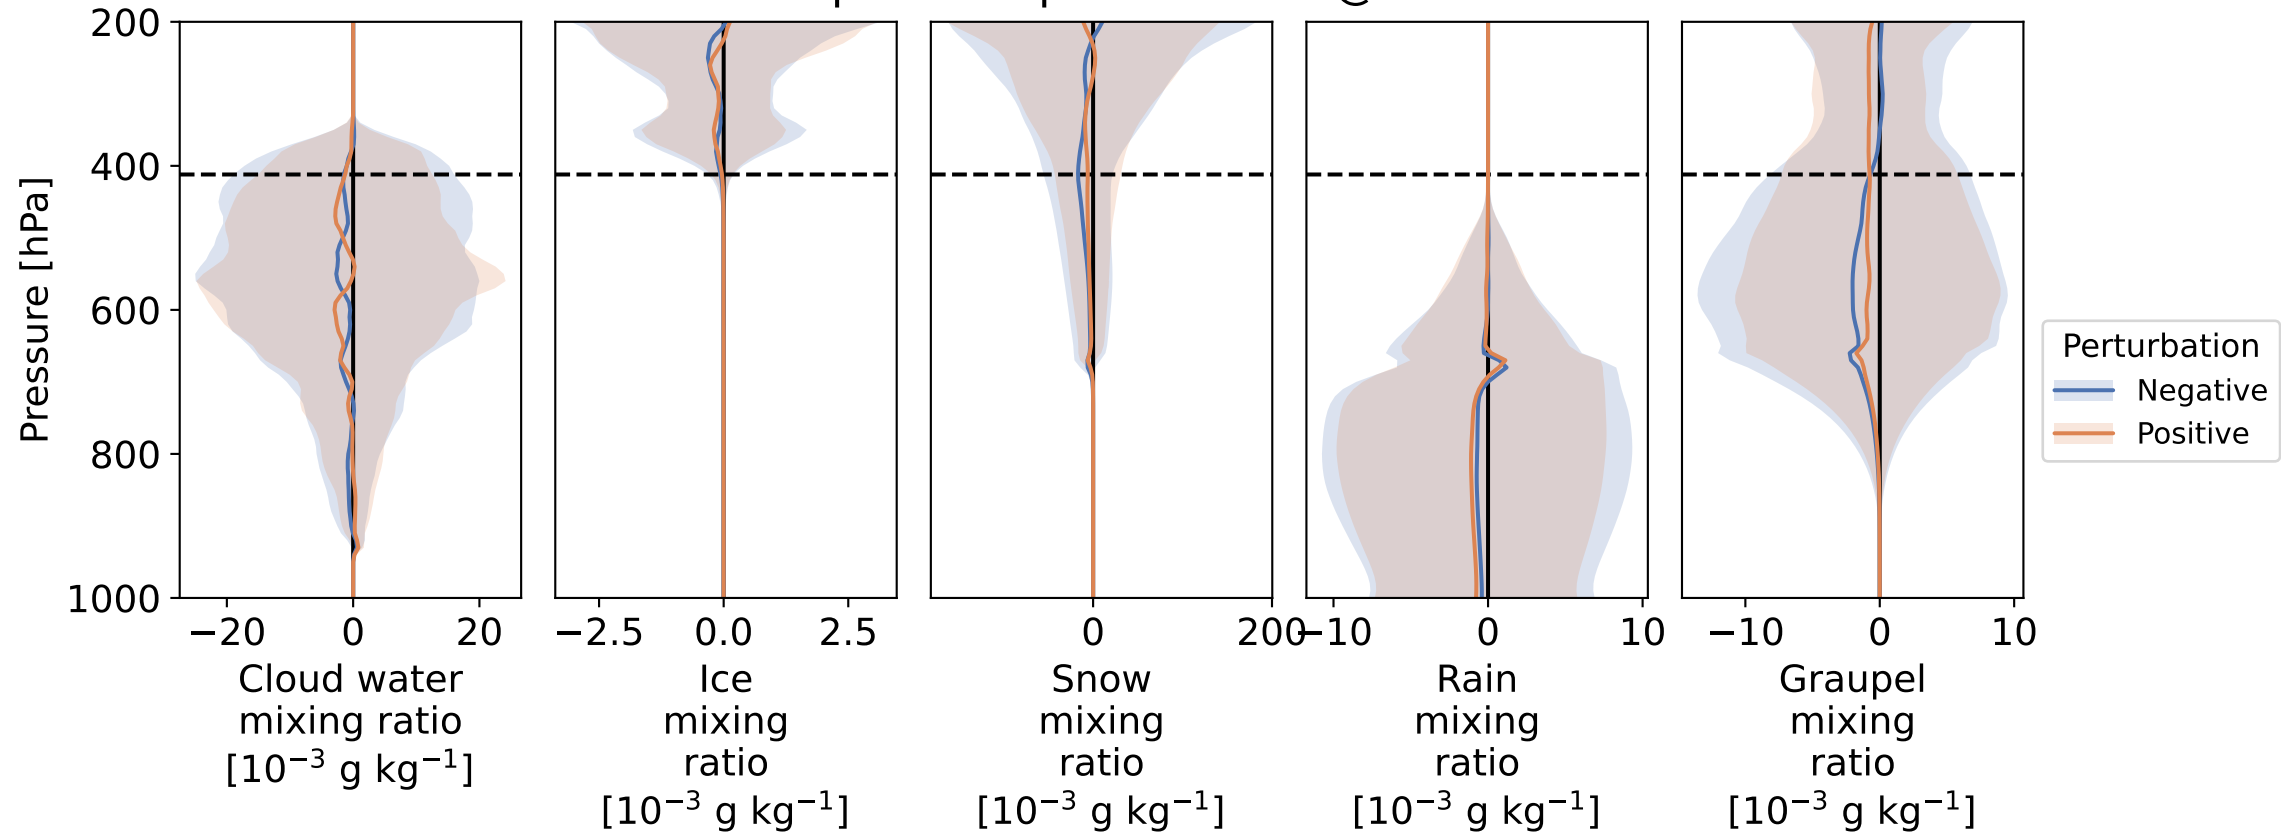 200
400
600
800
1000
Pressure [hPa]
−20 0 20
−2.5 0.0 2.5
0 200
−10 0 10
−10 0 10
Cloud water
mixing ratio
[10⁻³ g kg⁻¹]
Ice
mixing
ratio
[10⁻³ g kg⁻¹]
Snow
mixing
ratio
[10⁻³ g kg⁻¹]
Rain
mixing
ratio
[10⁻³ g kg⁻¹]
Graupel
mixing
ratio
[10⁻³ g kg⁻¹]
Perturbation
Negative
Positive